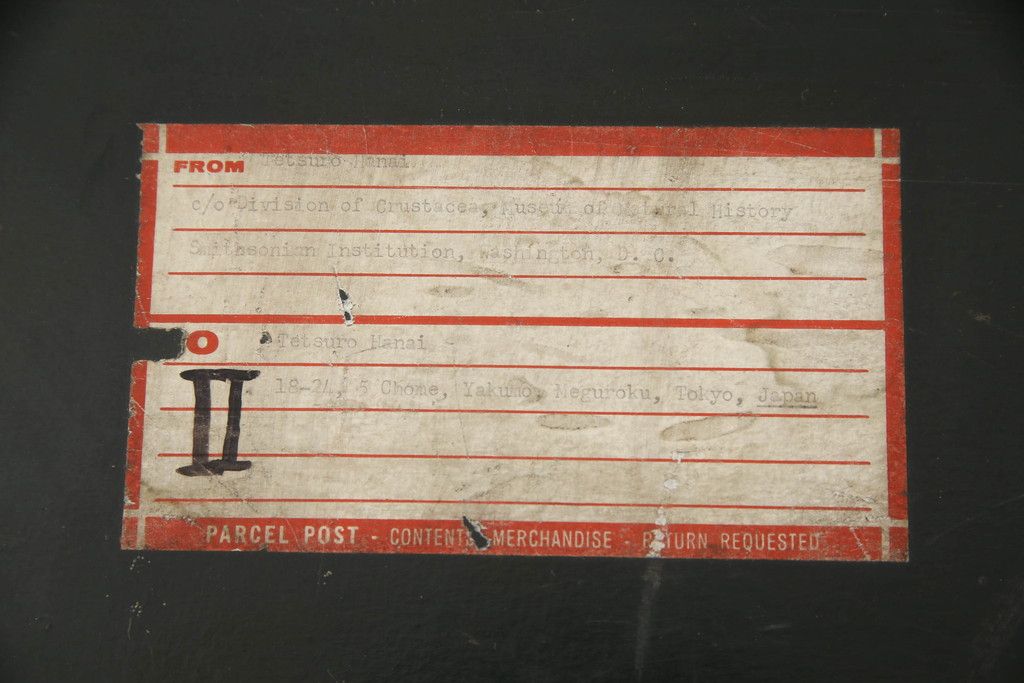 FROM Tetsuro Hanai
c/o Division of Crustacea, Museum of Natural History
Smithsonian Institution, Washington, D. C.
O Tetsuro Hanai
II 18-24, 5 Chome, Yakumo, Meguroku, Tokyo, Japan
PARCEL POST - CONTENTS MERCHANDISE - RETURN REQUESTED